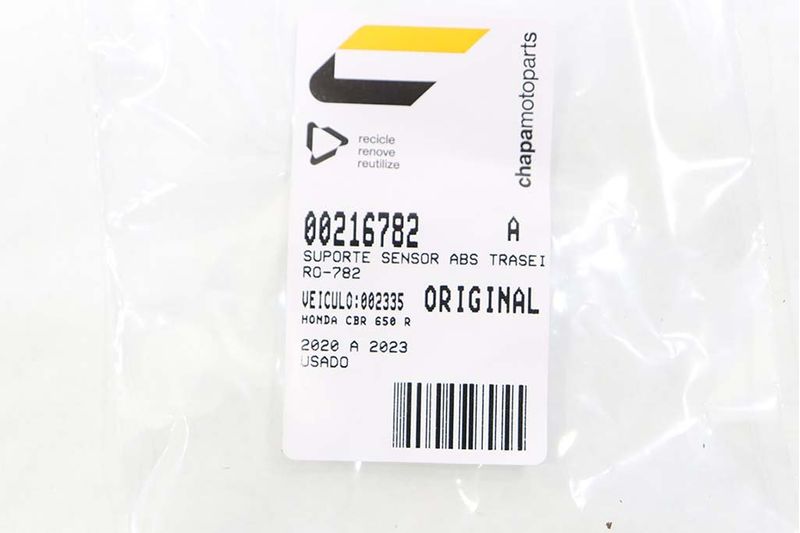 chapamotoparts
recicle
renove
reutilize
00216782 A
SUPORTE SENSOR ABS TRASEI
RO-782
VEICULO:002335 ORIGINAL
HONDA CBR 650 R
2020 A 2023
USADO